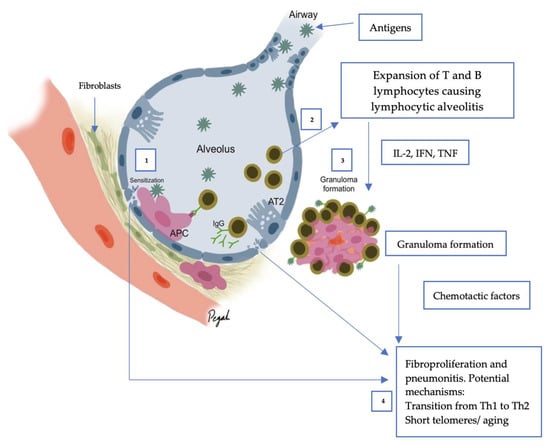 Airway
Antigens
Fibroblasts
Expansion of T and B
lymphocytes causing
lymphocytic alveolitis
2
1
Sensitization
Alveolus
3
Granuloma
formation
IL-2, IFN, TNF
AT2
IgG
APC
Granuloma formation
Pegah
Chemotactic factors
Fibroproliferation and
pneumonitis. Potential
mechanisms:
Transition from Th1 to Th2
Short telomeres/ aging
4